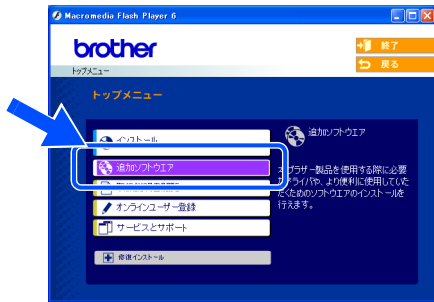 Macromedia Flash Player 6
brother
終了
戻る
トップメニュー
トップメニュー
インストール
追加ソフトウエア
オンラインユーザー登録
サービスとサポート
修復インストール
追加ソフトウエア
ブラザー製品を使用する際に必要
なドライバや、より便利に使用していた
だくためのソフトウエアのインストールを
行えます。